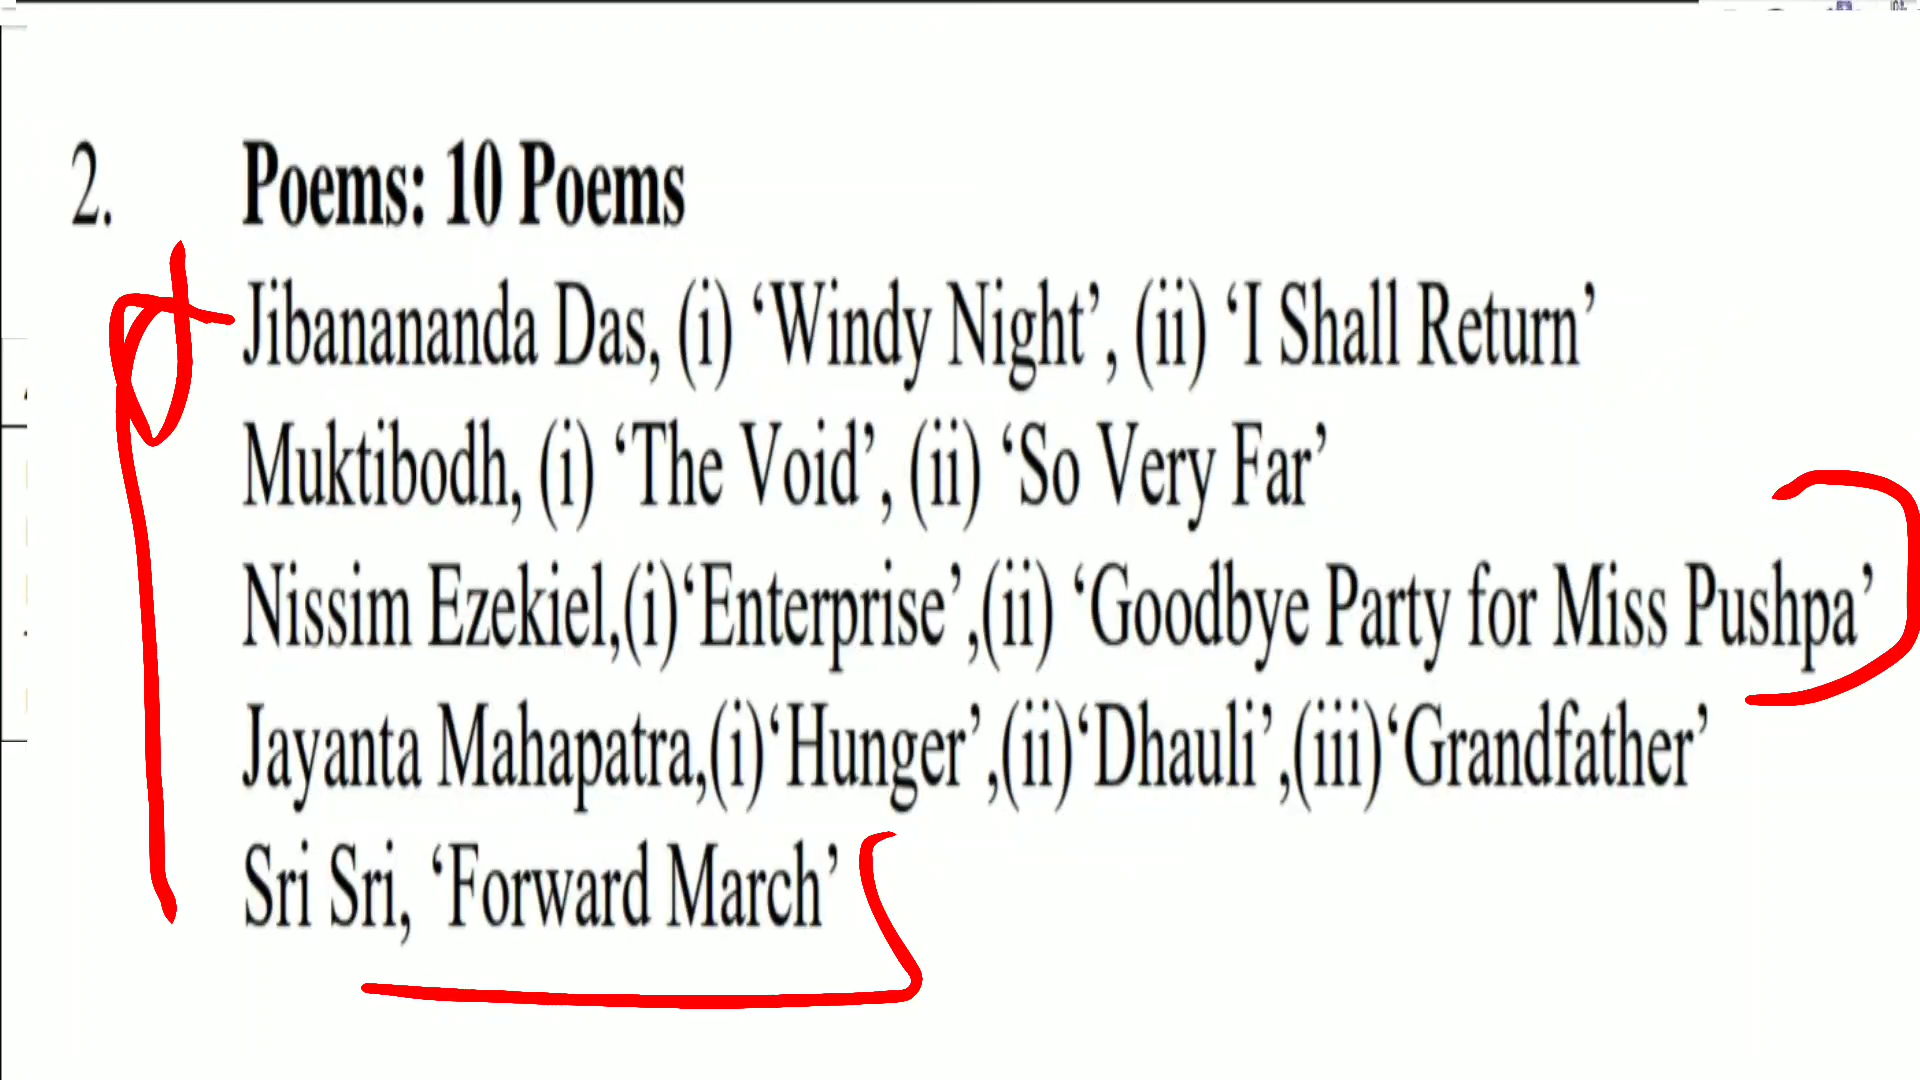 2. Poems: 10 Poems
Jibanananda Das, (i) ‘Windy Night’, (ii) ‘I Shall Return’
Muktibodh, (i) ‘The Void’, (ii) ‘So Very Far’
Nissim Ezekiel,(i)‘Enterprise’,(ii) ‘Goodbye Party for Miss Pushpa’
Jayanta Mahapatra,(i)‘Hunger’,(ii)‘Dhauli’,(iii)‘Grandfather’
Sri Sri, ‘Forward March’